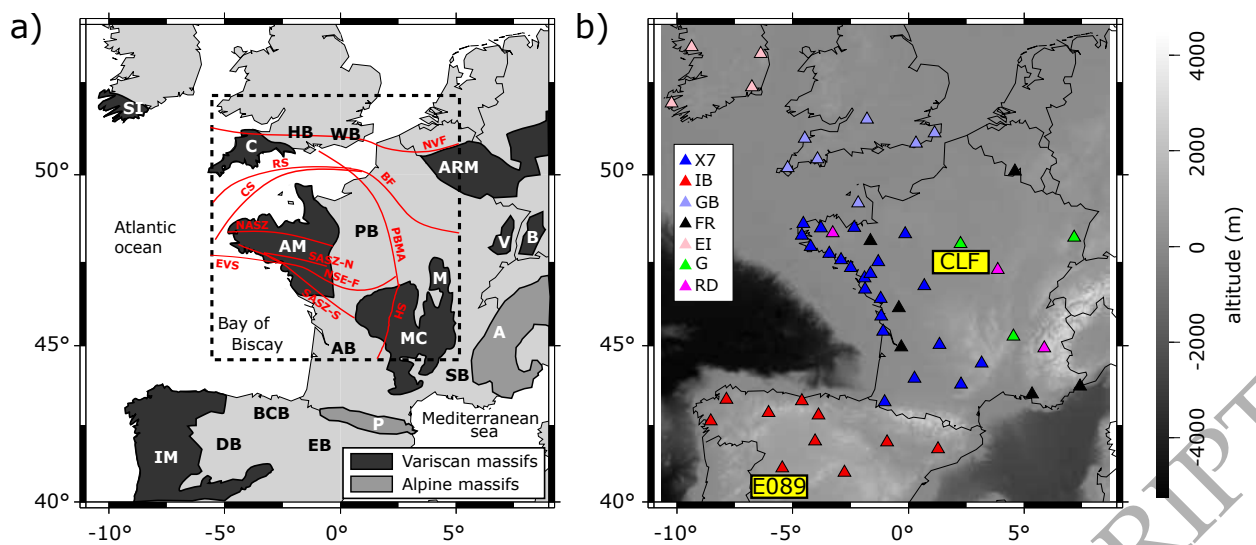 a)
SI
HB
WB
NVF
C
RS
CS
BF
ARM
50°
Atlantic
ocean
NASZ
AM
PB
SASZ-N
EVS
NSE-F
PBMA
V
B
M
SASZ-S
HS
MC
A
Bay of
Biscay
AB
45°
SB
BCB
P
Mediterranean
sea
DB
EB
IM
Variscan massifs
Alpine massifs
40°
-10°
-5°
0°
5°
b)
50°
X7
IB
GB
FR
EI
G
RD
CLF
45°
E089
40°
-10°
-5°
0°
5°
4000
2000
0
-2000
-4000
altitude (m)
RIPT